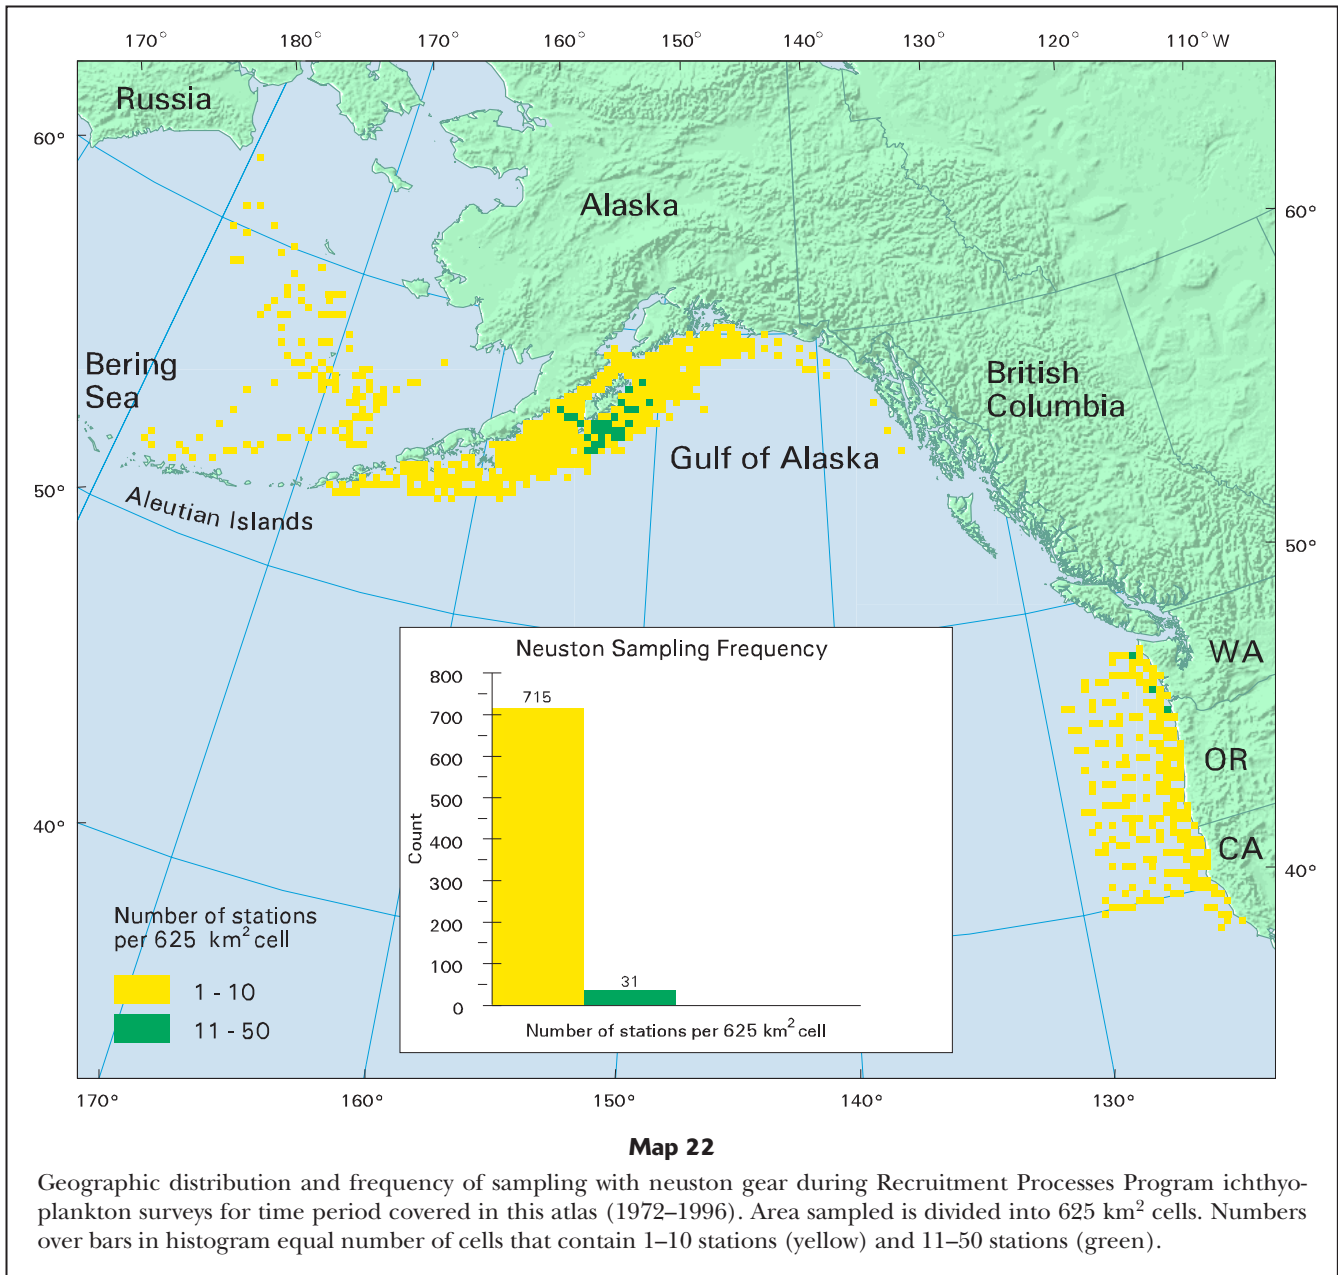 170° 180° 170° 160° 150° 140° 130° 120° 110° W
Russia
60°
Alaska
60°
Bering
Sea
British
Columbia
Gulf of Alaska
50°
Aleutian Islands
50°
Neuston Sampling Frequency
WA
800
715
700
600
OR
500
40°
400
Count
CA
300
40°
200
100
31
0
Number of stations per 625 km² cell
Number of stations
per 625 km² cell
1 - 10
11 - 50
170° 160° 150° 140° 130°
Map 22
Geographic distribution and frequency of sampling with neuston gear during Recruitment Processes Program ichthyo-
plankton surveys for time period covered in this atlas (1972–1996). Area sampled is divided into 625 km² cells. Numbers
over bars in histogram equal number of cells that contain 1–10 stations (yellow) and 11–50 stations (green).